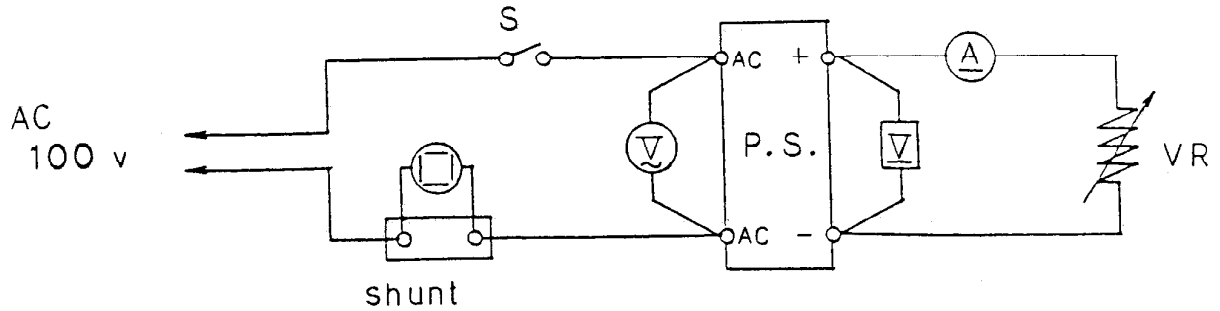 S
AC
100 v
AC +
A
V
P. S.
V
VR
AC -
shunt